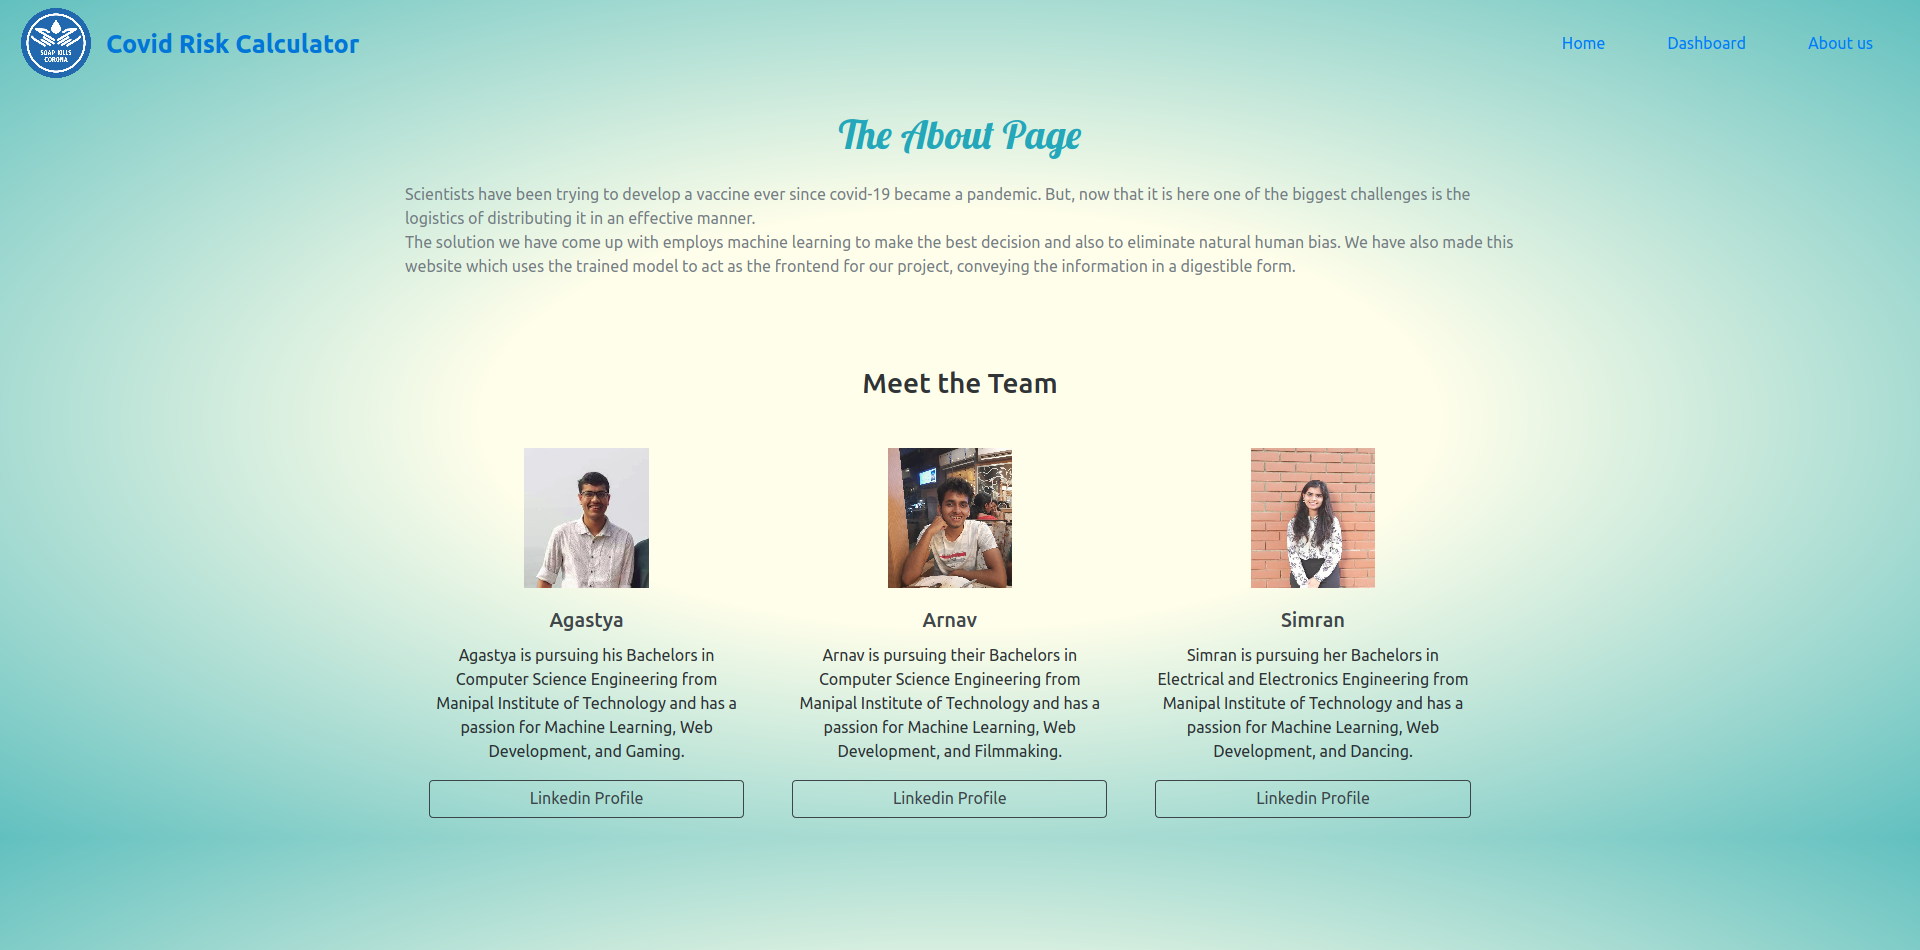 SOAP KILLS
CORONA
Covid Risk Calculator
Home
Dashboard
About us
The About Page
Scientists have been trying to develop a vaccine ever since covid-19 became a pandemic. But, now that it is here one of the biggest challenges is the
logistics of distributing it in an effective manner.
The solution we have come up with employs machine learning to make the best decision and also to eliminate natural human bias. We have also made this
website which uses the trained model to act as the frontend for our project, conveying the information in a digestible form.
Meet the Team
Agastya
Agastya is pursuing his Bachelors in
Computer Science Engineering from
Manipal Institute of Technology and has a
passion for Machine Learning, Web
Development, and Gaming.
Linkedin Profile
Arnav
Arnav is pursuing their Bachelors in
Computer Science Engineering from
Manipal Institute of Technology and has a
passion for Machine Learning, Web
Development, and Filmmaking.
Linkedin Profile
Simran
Simran is pursuing her Bachelors in
Electrical and Electronics Engineering from
Manipal Institute of Technology and has a
passion for Machine Learning, Web
Development, and Dancing.
Linkedin Profile